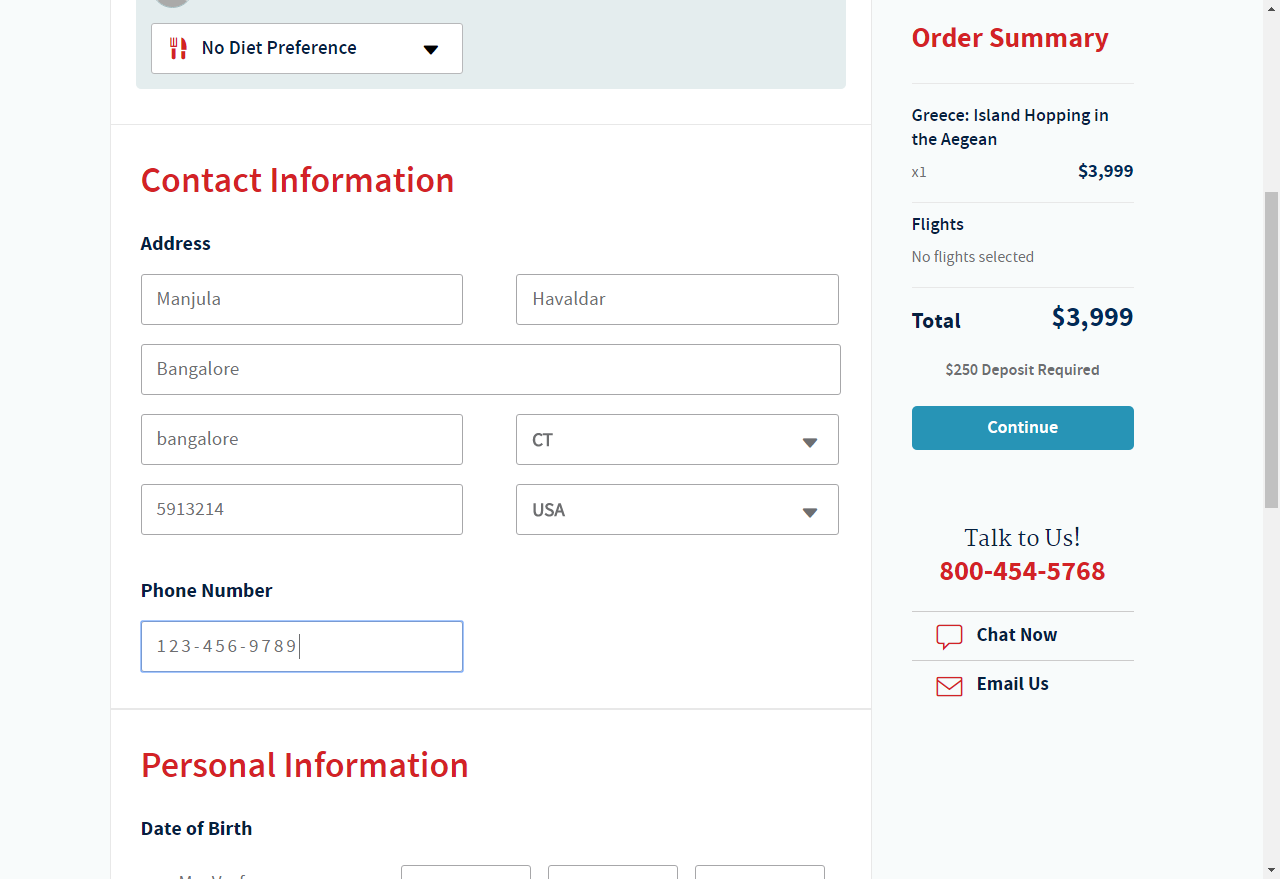 No Diet Preference
Contact Information
Address
Manjula
Havaldar
Bangalore
bangalore
CT
5913214
USA
Phone Number
123-456-9789
Personal Information
Date of Birth
Order Summary
Greece: Island Hopping in
the Aegean
x1 $3,999
Flights
No flights selected
Total $3,999
$250 Deposit Required
Continue
Talk to Us!
800-454-5768
Chat Now
Email Us